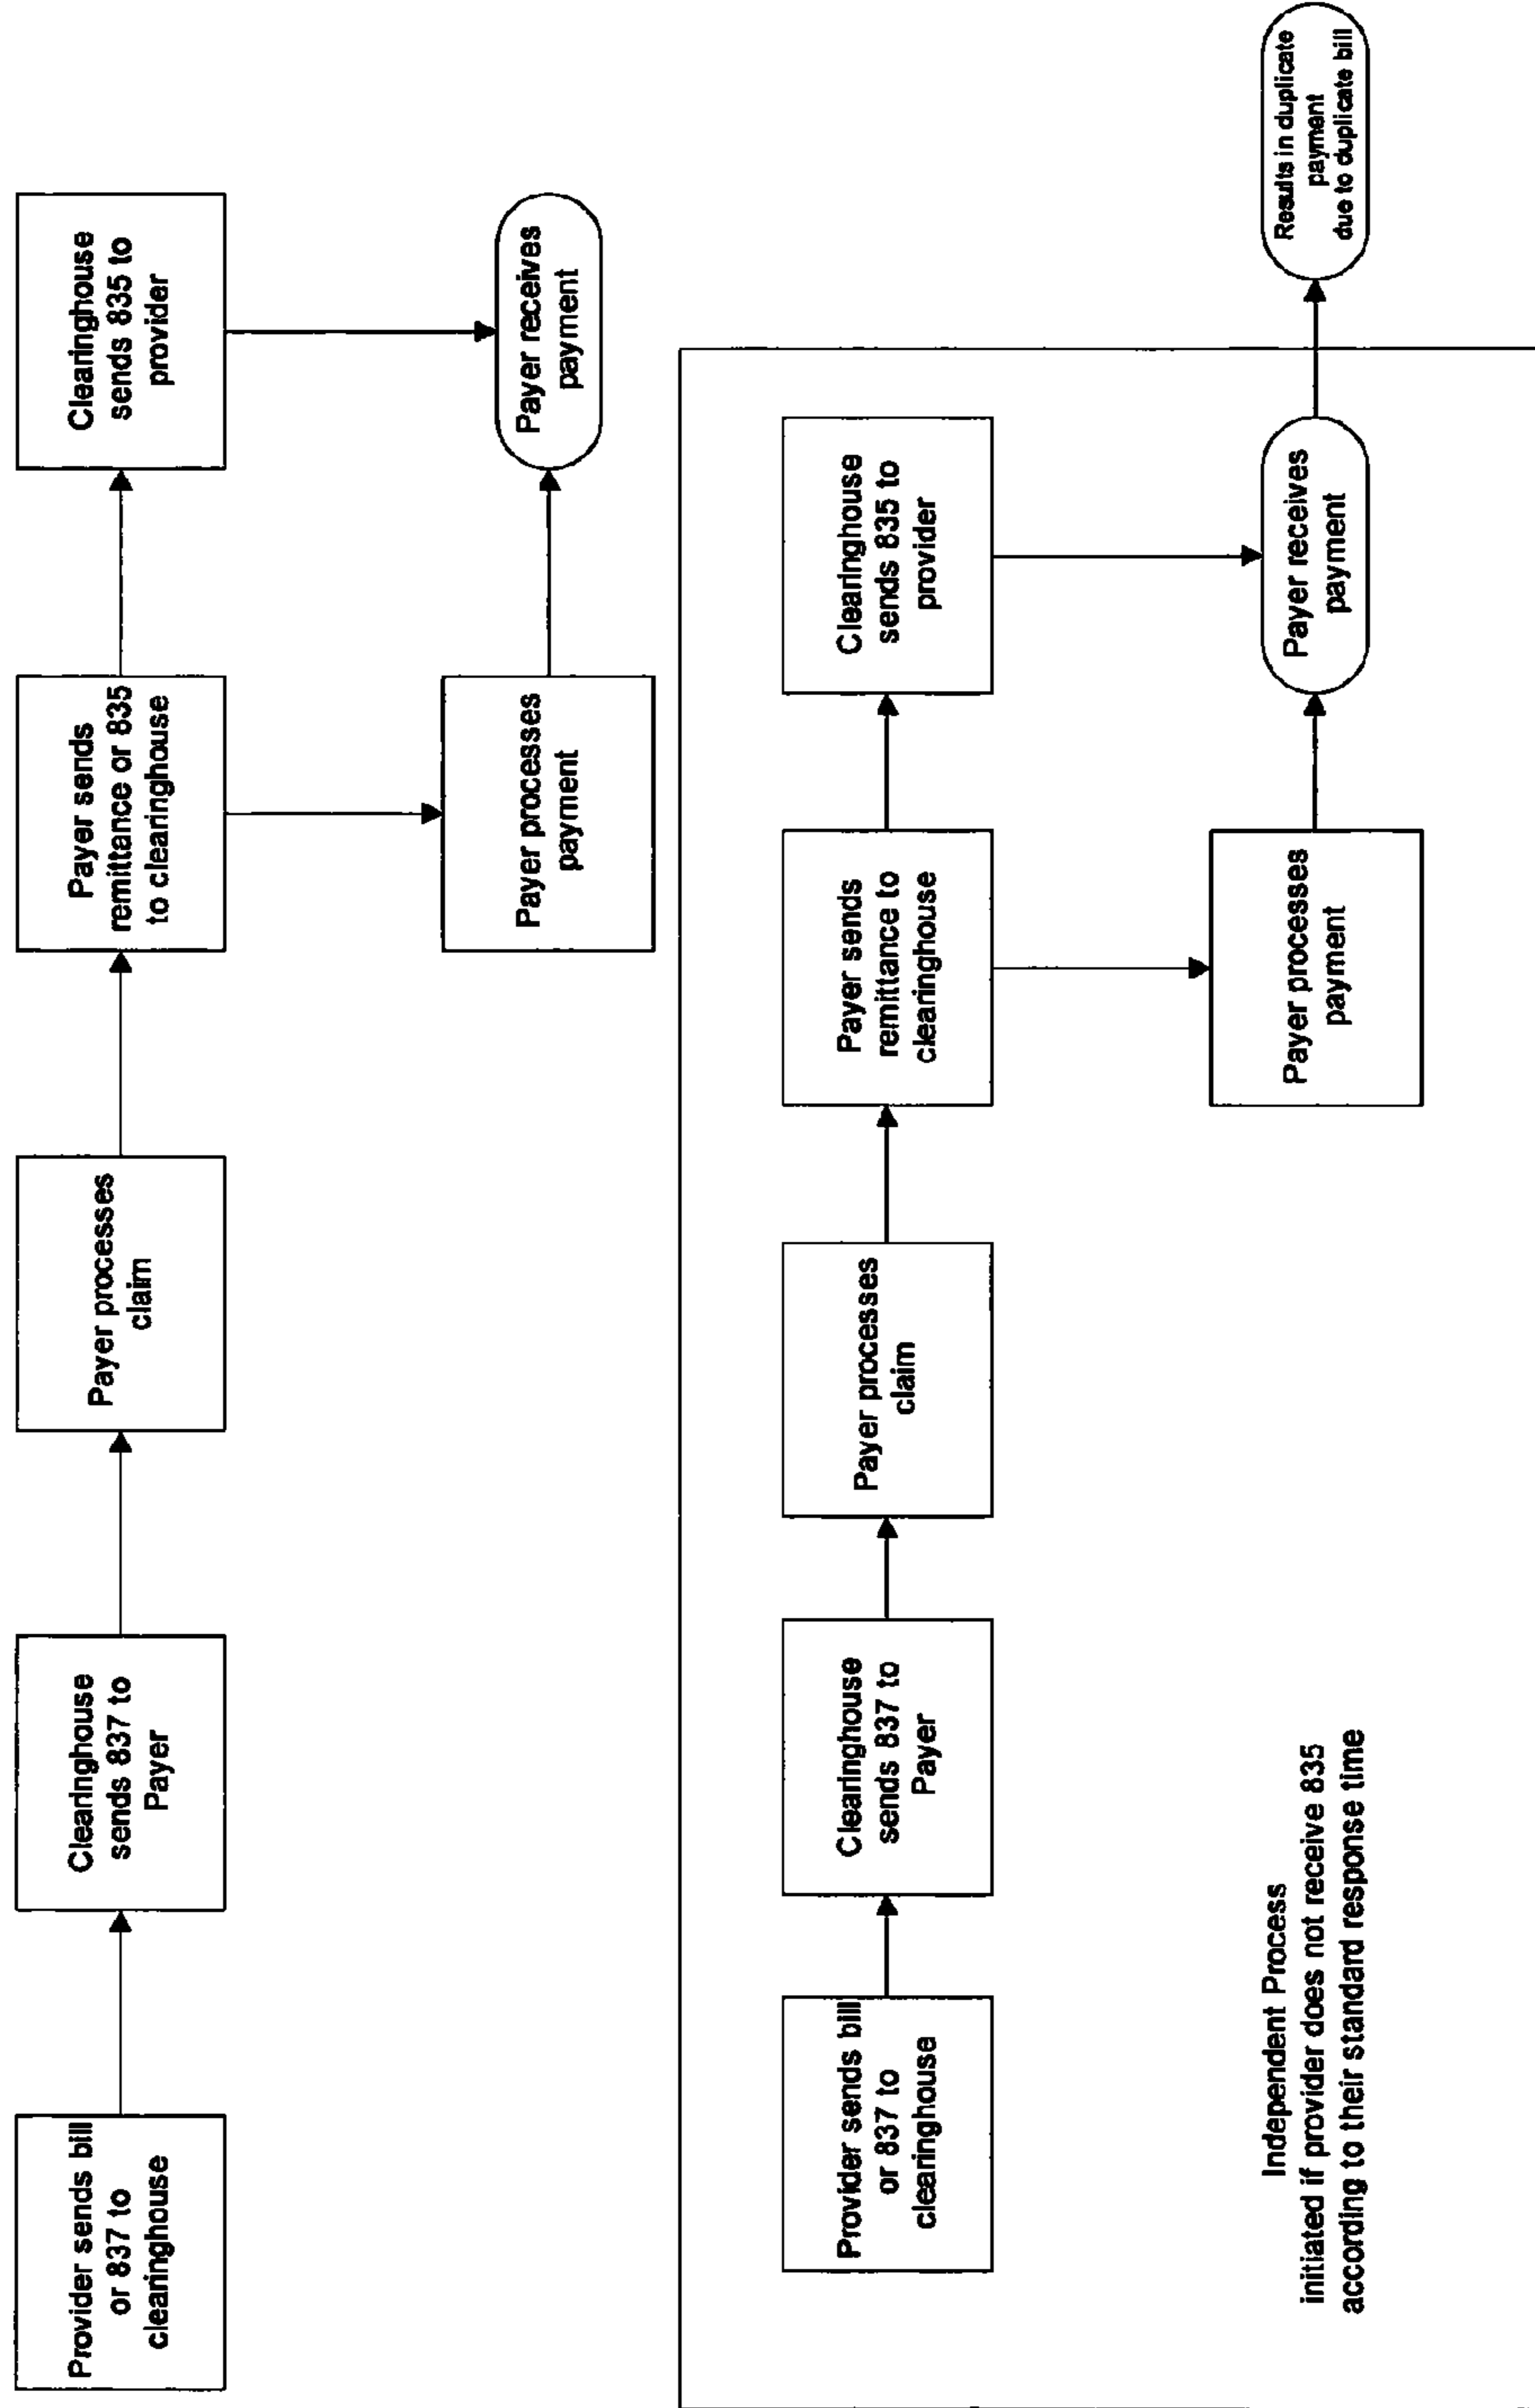 Provider sends bill
or 837 to
clearinghouse
Clearinghouse
sends 837 to
Payer
Payer processes
claim
Payer sends
remittance or 835
to clearinghouse
Clearinghouse
sends 835 to
provider
Payer processes
payment
Payer receives
payment
Provider sends bill
or 837 to
clearinghouse
Clearinghouse
sends 837 to
Payer
Payer processes
claim
Payer sends
remittance to
clearinghouse
Clearinghouse
sends 835 to
provider
Independent Process
initiated if provider does not receive 835
according to their standard response time
Payer processes
payment
Payer receives
payment
Results in duplicate
payment
due to duplicate bill